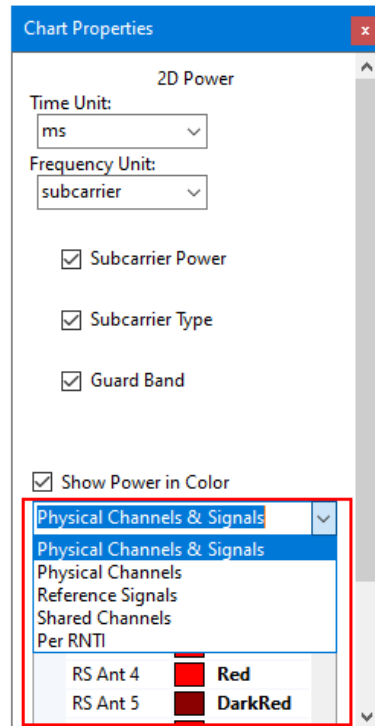 Chart Properties
x
2D Power
Time Unit:
ms
Frequency Unit:
subcarrier
Subcarrier Power
Subcarrier Type
Guard Band
Show Power in Color
Physical Channels & Signals
Physical Channels & Signals
Physical Channels
Reference Signals
Shared Channels
Per RNTI
RS Ant 4 Red
RS Ant 5 DarkRed